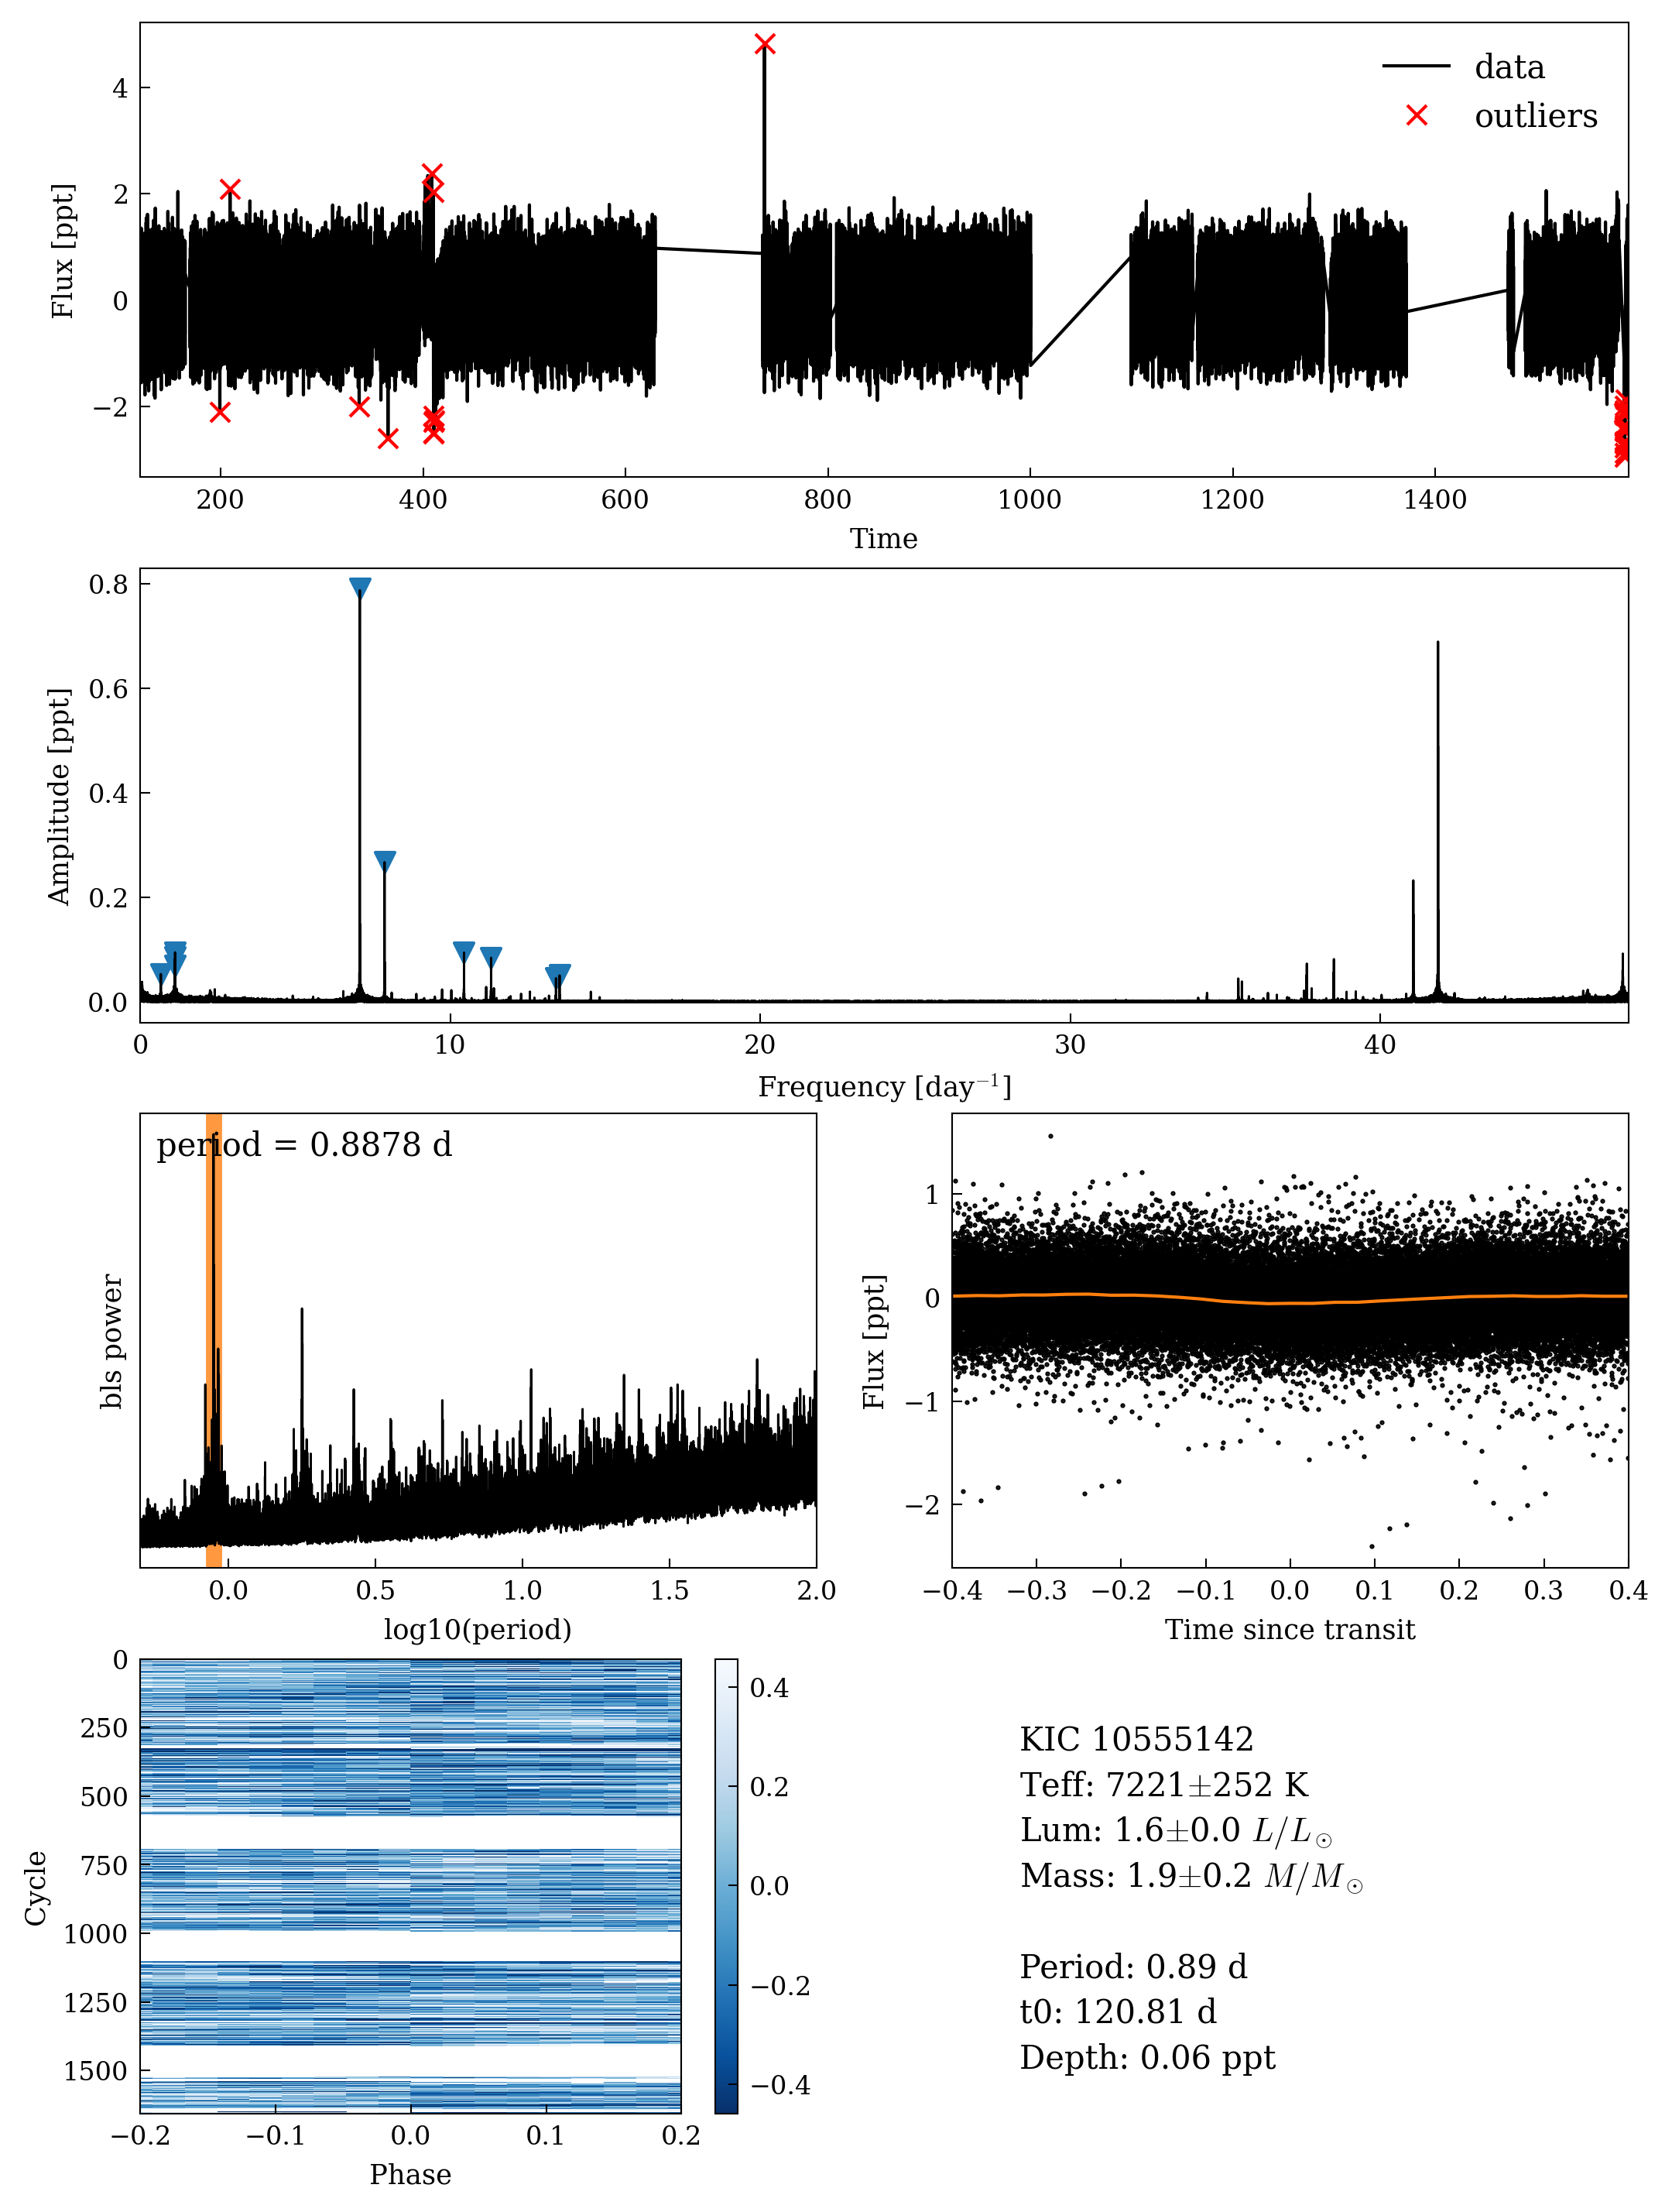 data
outliers
4
2
0
−2
Flux [ppt]
200 400 600 800 1000 1200 1400
Time
0.8
0.6
0.4
0.2
0.0
Amplitude [ppt]
0 10 20 30 40
Frequency [day⁻¹]
period = 0.8878 d
bls power
0.0 0.5 1.0 1.5 2.0
log10(period)
1
0
−1
−2
Flux [ppt]
−0.4 −0.3 −0.2 −0.1 0.0 0.1 0.2 0.3 0.4
Time since transit
0
250
500
750
1000
1250
1500
Cycle
−0.2 −0.1 0.0 0.1 0.2
Phase
0.4
0.2
0.0
−0.2
−0.4
KIC 10555142
Teff: 7221±252 K
Lum: 1.6±0.0 L/L⊙
Mass: 1.9±0.2 M/M⊙
Period: 0.89 d
t0: 120.81 d
Depth: 0.06 ppt